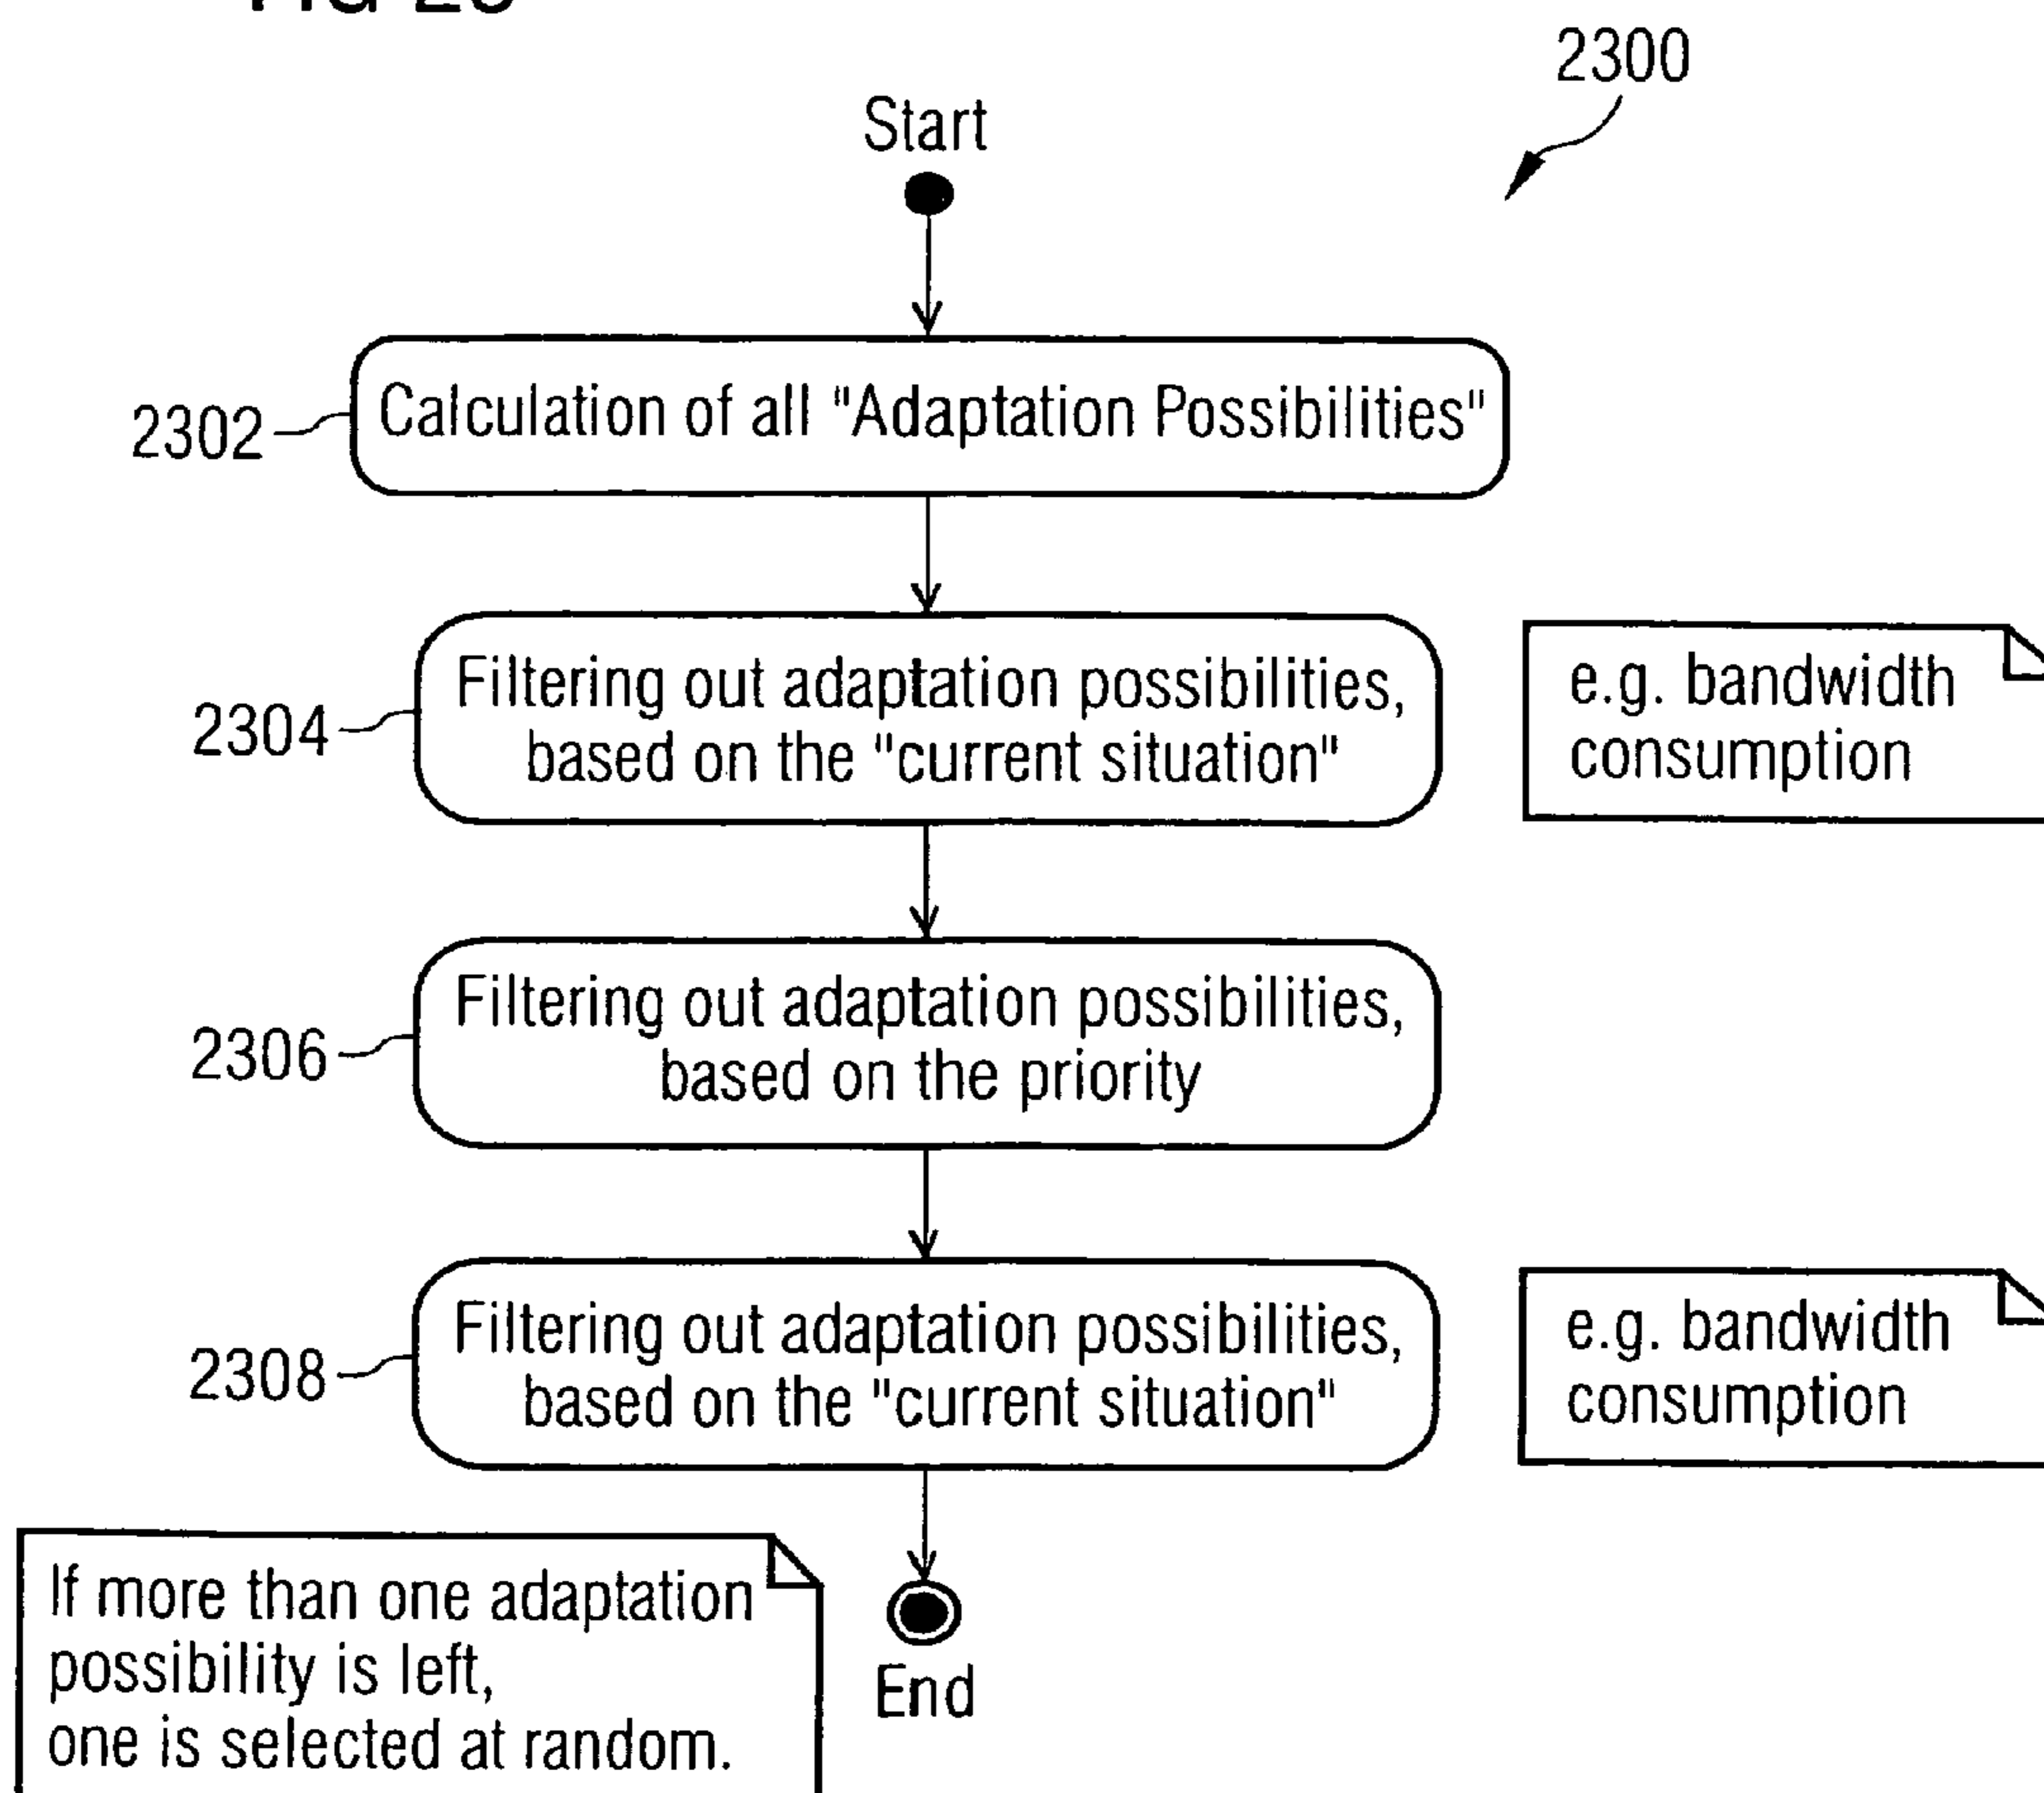 2300
Start
2302
Calculation of all "Adaptation Possibilities"
2304
Filtering out adaptation possibilities,
based on the "current situation"
e.g. bandwidth
consumption
2306
Filtering out adaptation possibilities,
based on the priority
2308
Filtering out adaptation possibilities,
based on the "current situation"
e.g. bandwidth
consumption
If more than one adaptation
possibility is left,
one is selected at random.
End